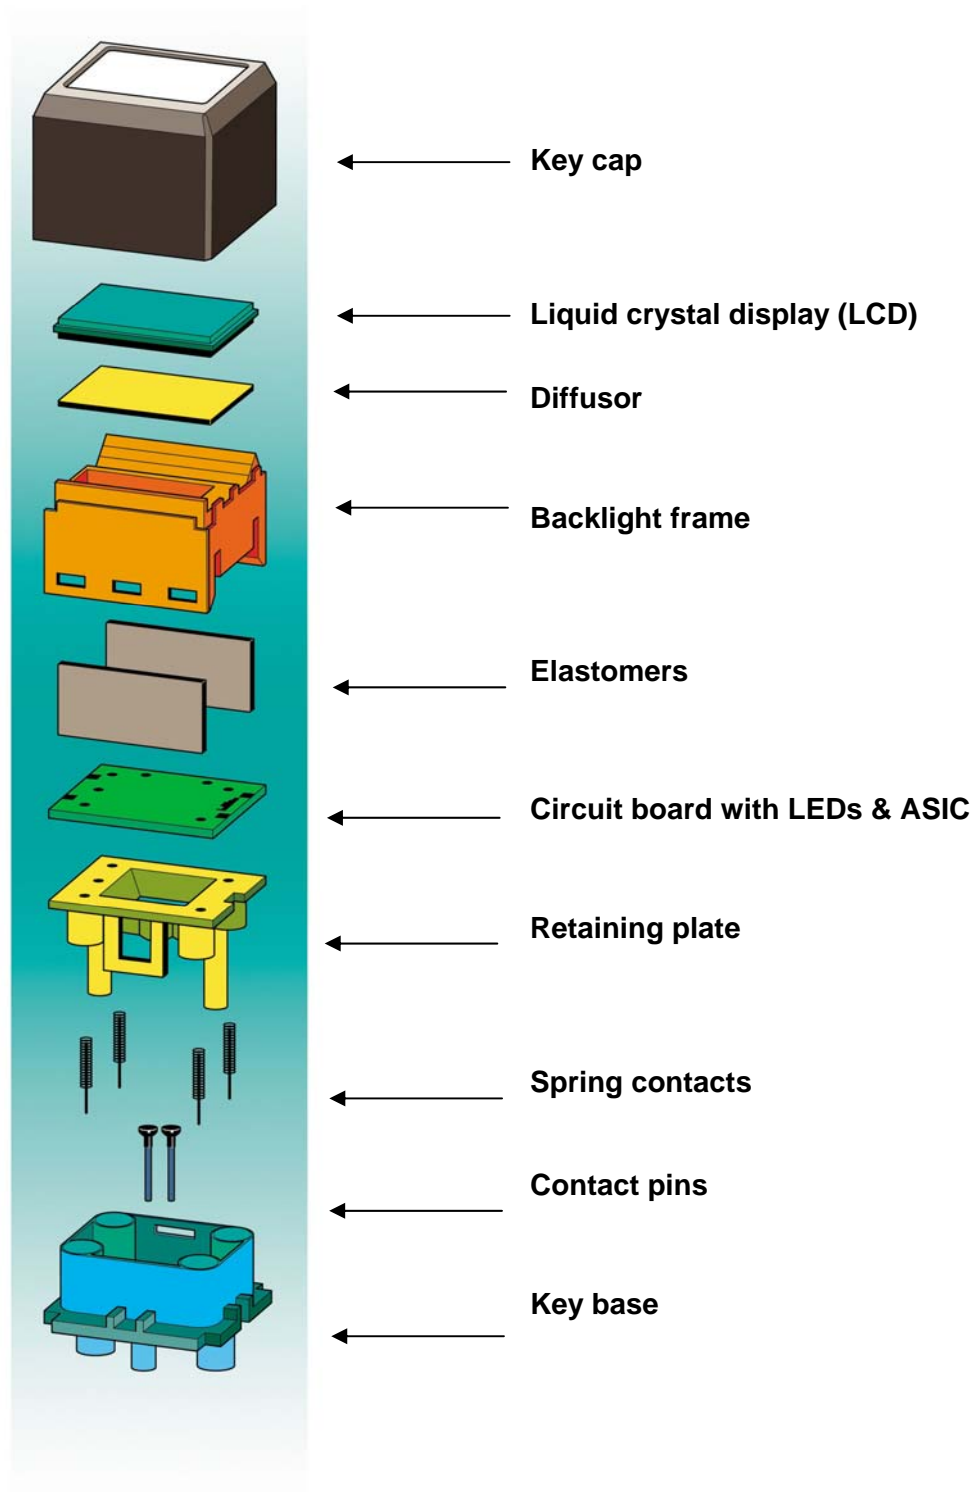 Key cap
Liquid crystal display (LCD)
Diffusor
Backlight frame
Elastomers
Circuit board with LEDs & ASIC
Retaining plate
Spring contacts
Contact pins
Key base